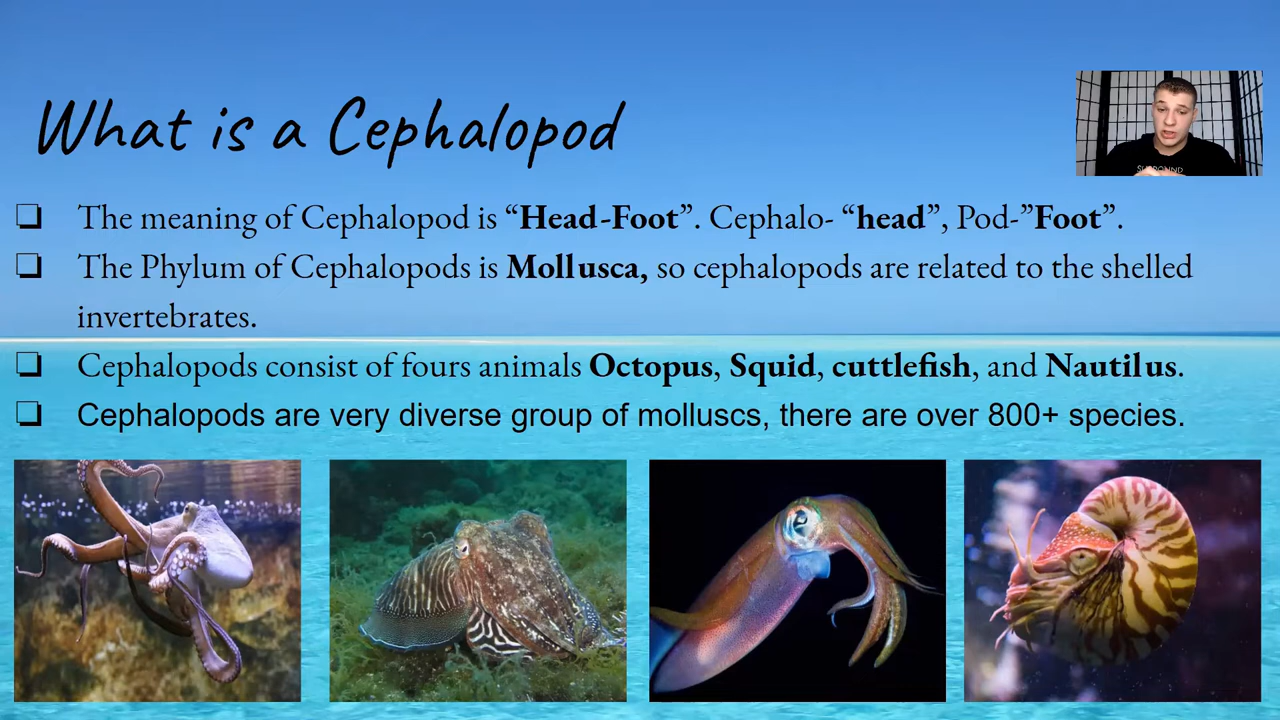 What is a Cephalopod
The meaning of Cephalopod is “Head-Foot”. Cephalo- “head”, Pod-”Foot”.
The Phylum of Cephalopods is Mollusca, so cephalopods are related to the shelled
invertebrates.
Cephalopods consist of fours animals Octopus, Squid, cuttlefish, and Nautilus.
Cephalopods are very diverse group of molluscs, there are over 800+ species.